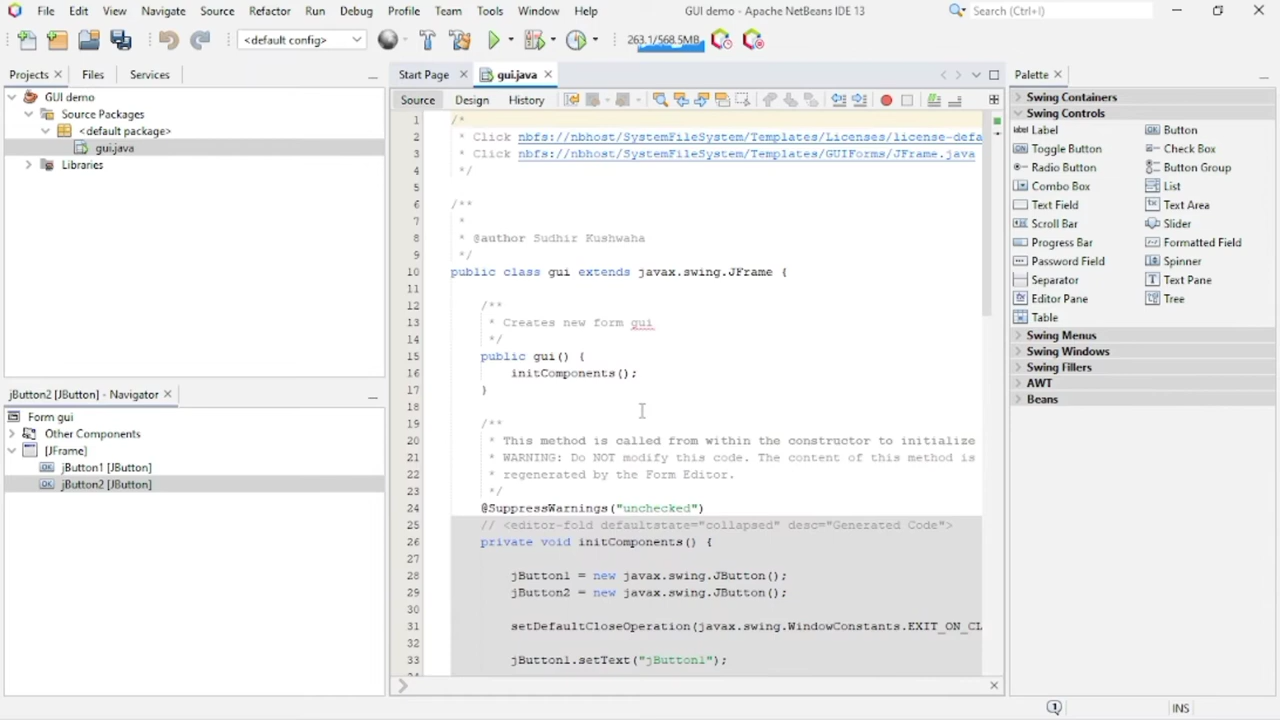 File Edit View Navigate Source Refactor Run Debug Profile Team Tools Window Help GUI demo - Apache NetBeans IDE 13 Search (Ctrl+I)
<default config> 263.1/568.5MB
Projects Files Services
GUI demo
Source Packages
<default package>
gui.java
Libraries
jButton2 [JButton] - Navigator
Form gui
Other Components
[JFrame]
jButton1 [JButton]
jButton2 [JButton]
Start Page gui.java
Source Design History
1 /*
2 * Click nbfs://nbhost/SystemFileSystem/Templates/Licenses/license-defa
3 * Click nbfs://nbhost/SystemFileSystem/Templates/GUIForms/JFrame.java
4 */
5
6 /**
7 *
8 * @author Sudhir Kushwaha
9 */
10 public class gui extends javax.swing.JFrame {
11
12 /**
13 * Creates new form gui
14 */
15 public gui() {
16 initComponents();
17 }
18
19 /**
20 * This method is called from within the constructor to initialize
21 * WARNING: Do NOT modify this code. The content of this method is
22 * regenerated by the Form Editor.
23 */
24 @SuppressWarnings("unchecked")
25 // <editor-fold defaultstate="collapsed" desc="Generated Code">
26 private void initComponents() {
27
28 jButton1 = new javax.swing.JButton();
29 jButton2 = new javax.swing.JButton();
30
31 setDefaultCloseOperation(javax.swing.WindowConstants.EXIT_ON_CL
32
33 jButton1.setText("jButton1");
Palette
Swing Containers
Swing Controls
label Label OK Button
ON Toggle Button Check Box
Radio Button Button Group
Combo Box List
Text Field Text Area
Scroll Bar Slider
Progress Bar Formatted Field
Password Field Spinner
Separator Text Pane
Editor Pane Tree
Table
Swing Menus
Swing Windows
Swing Fillers
AWT
Beans
1 INS